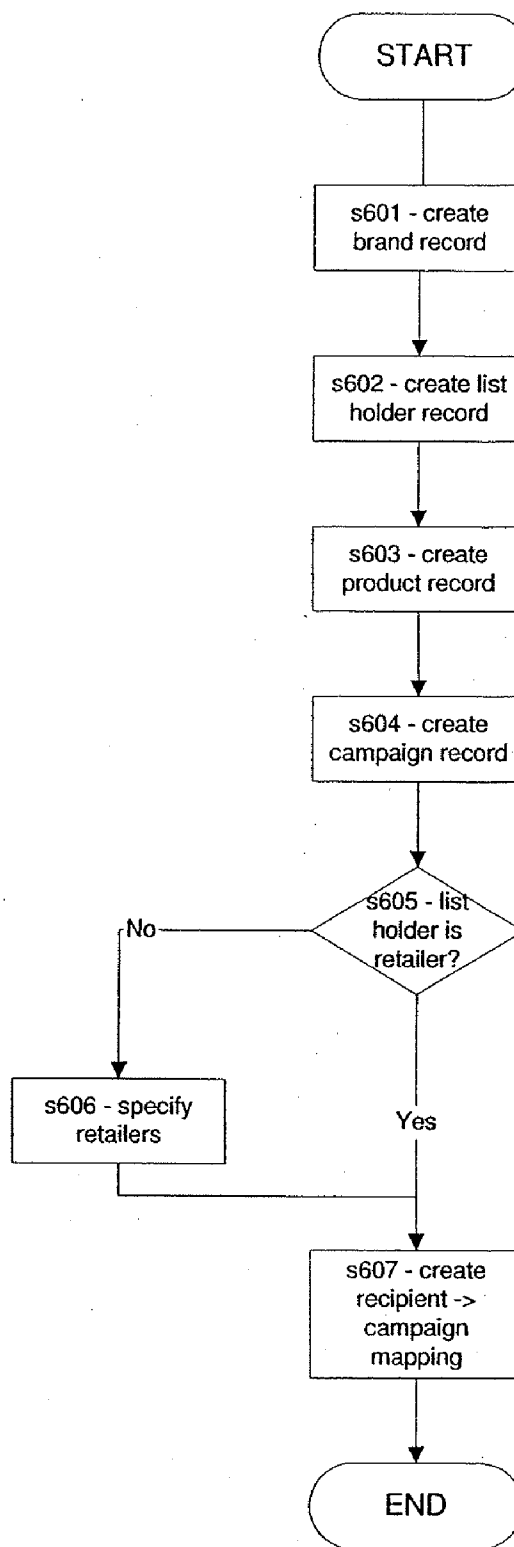 START
s601 - create
brand record
s602 - create list
holder record
s603 - create
product record
s604 - create
campaign record
s605 - list
holder is
retailer?
No
s606 - specify
retailers
Yes
s607 - create
recipient ->
campaign
mapping
END